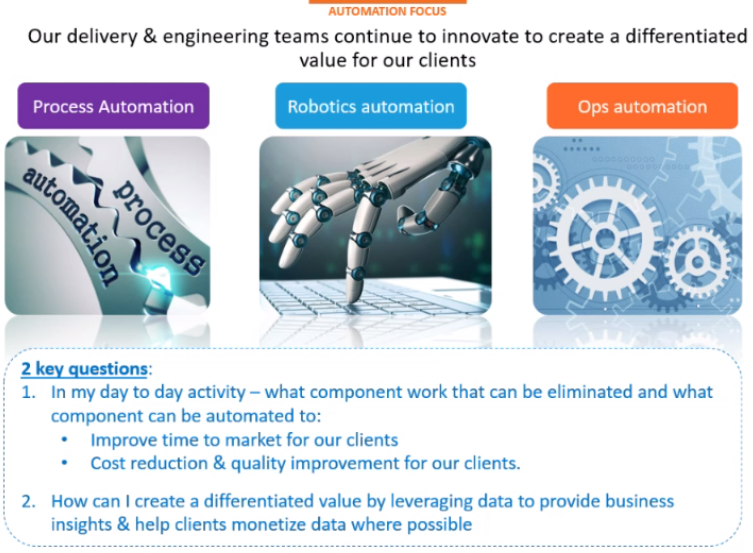 AUTOMATION FOCUS
Our delivery & engineering teams continue to innovate to create a differentiated
value for our clients
Process Automation
Robotics automation
Ops automation
process
automation
2 key questions:
1. In my day to day activity – what component work that can be eliminated and what
component can be automated to:
• Improve time to market for our clients
• Cost reduction & quality improvement for our clients.
2. How can I create a differentiated value by leveraging data to provide business
insights & help clients monetize data where possible